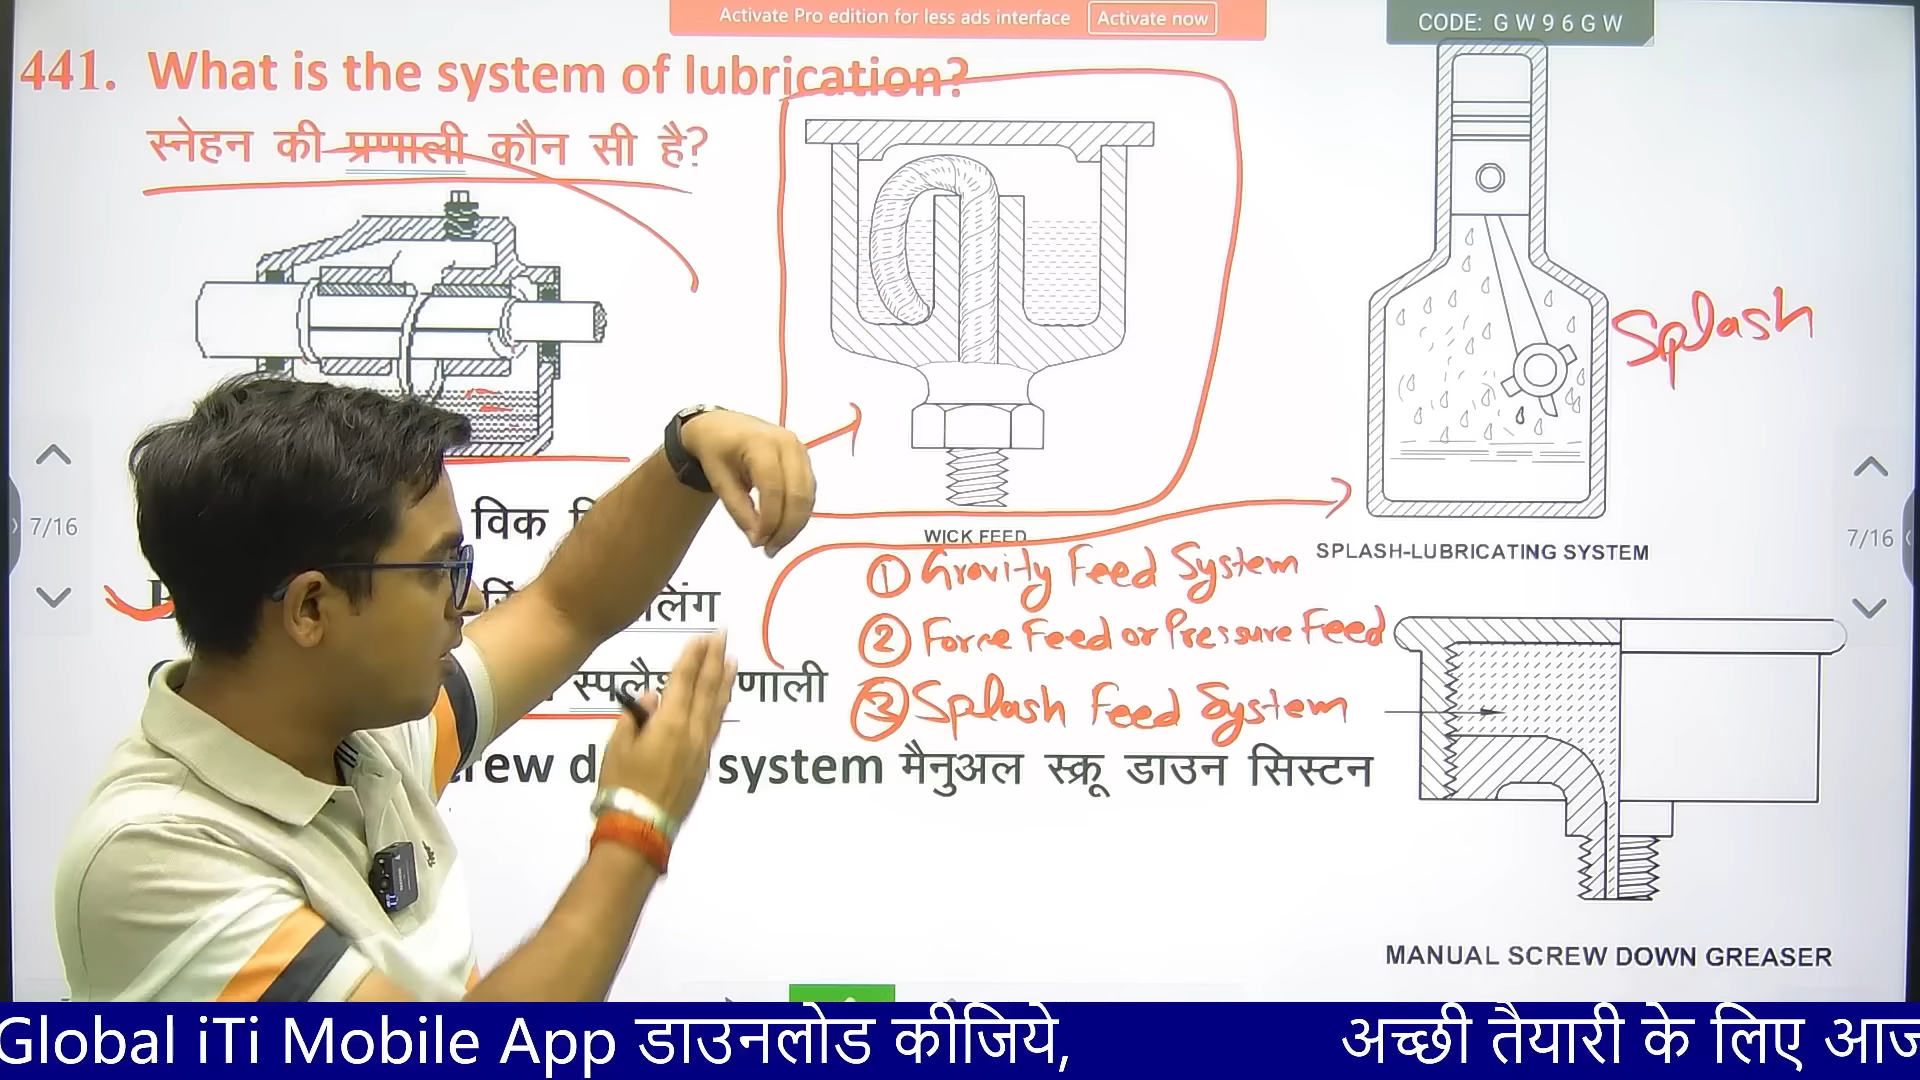 Activate Pro edition for less ads interface Activate now
CODE: G W 9 6 G W
441. What is the system of lubrication?
स्नेहन की प्रणाली कौन सी है?
Splash
विक
7/16
7/16
WICK FEED
SPLASH-LUBRICATING SYSTEM
① Gravity Feed System
② Force Feed or Pressure Feed
③ Splash Feed System
system मैनुअल स्क्रू डाउन सिस्टन
MANUAL SCREW DOWN GREASER
Global iTi Mobile App डाउनलोड कीजिये, अच्छी तैयारी के लिए